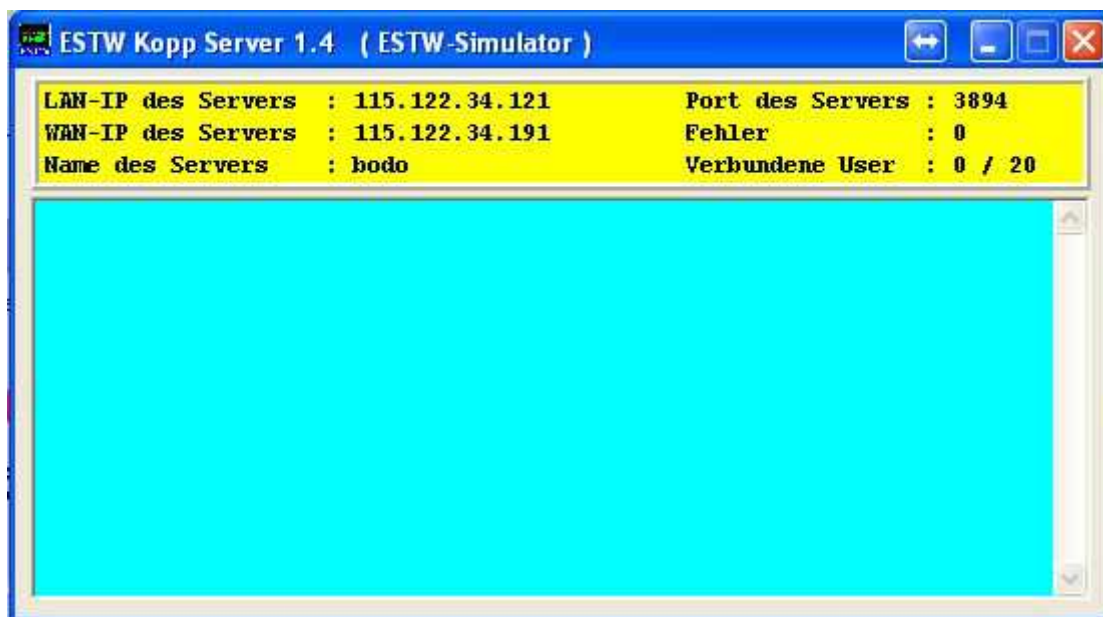 ESTW Kopp Server 1.4 ( ESTW-Simulator )
LAN-IP des Servers : 115.122.34.121 Port des Servers : 3894
WAN-IP des Servers : 115.122.34.191 Fehler : 0
Name des Servers : bodo Verbundene User : 0 / 20